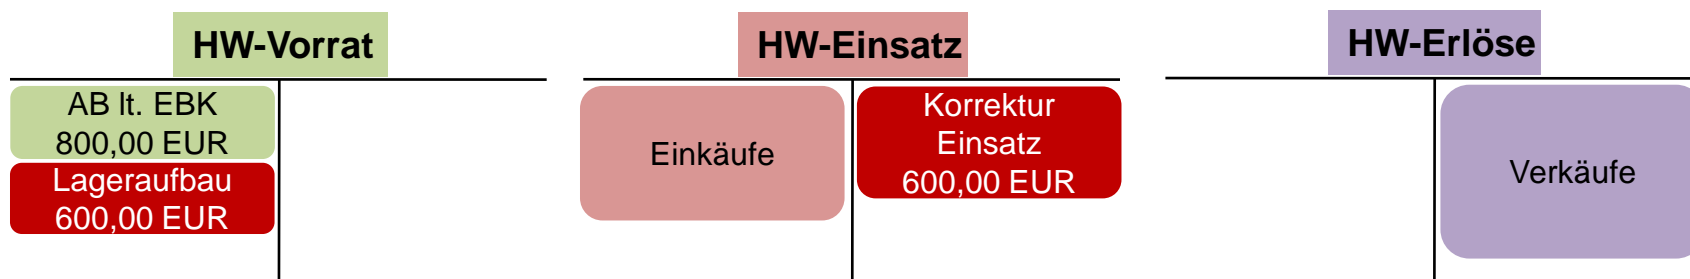 HW-Vorrat
AB lt. EBK
800,00 EUR
Lageraufbau
600,00 EUR
HW-Einsatz
Einkäufe
Korrektur
Einsatz
600,00 EUR
HW-Erlöse
Verkäufe